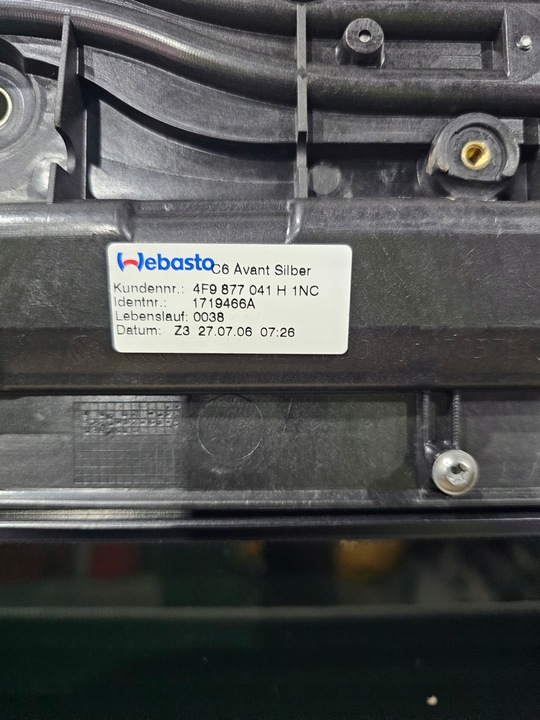 Webasto C6 Avant Silber
Kundennr.: 4F9 877 041 H 1NC
Identnr.: 1719466A
Lebenslauf: 0038
Datum: Z3 27.07.06 07:26